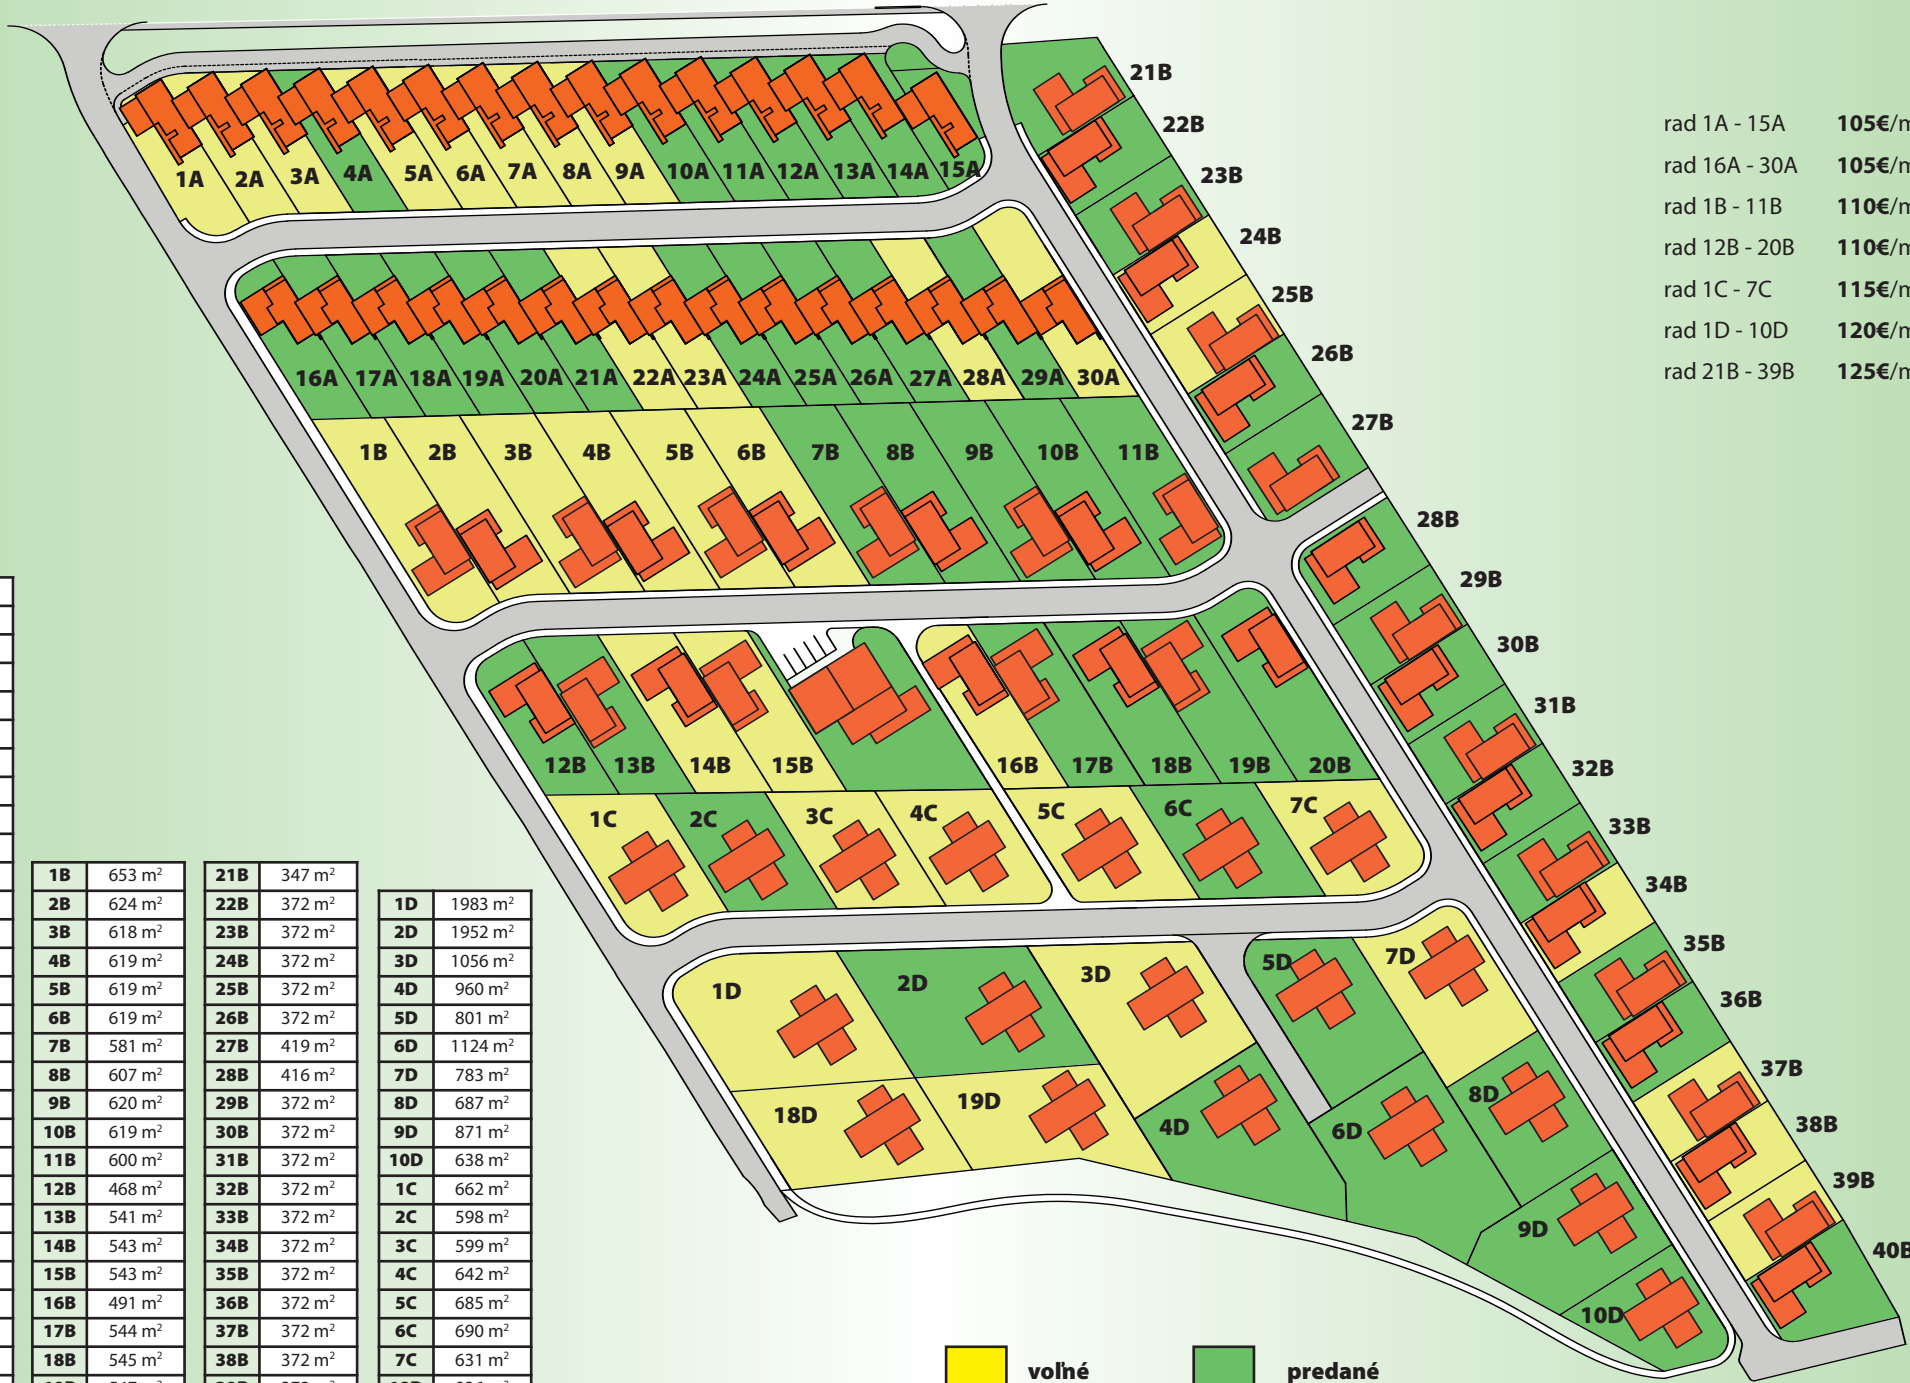 21B
22B
23B
24B
25B
26B
27B
28B
29B
30B
31B
32B
33B
34B
35B
36B
37B
38B
39B
40B
1A 2A 3A 4A 5A 6A 7A 8A 9A 10A 11A 12A 13A 14A 15A
16A 17A 18A 19A 20A 21A 22A 23A 24A 25A 26A 27A 28A 29A 30A
1B 2B 3B 4B 5B 6B 7B 8B 9B 10B 11B
12B 13B 14B 15B 16B 17B 18B 19B 20B
1C 2C 3C 4C 5C 6C 7C
1D 2D 3D 5D 7D
18D 19D 4D 6D 8D
9D
10D
rad 1A - 15A 105€/m
rad 16A - 30A 105€/m
rad 1B - 11B 110€/m
rad 12B - 20B 110€/m
rad 1C - 7C 115€/m
rad 1D - 10D 120€/m
rad 21B - 39B 125€/m
1B 653 m²
2B 624 m²
3B 618 m²
4B 619 m²
5B 619 m²
6B 619 m²
7B 581 m²
8B 607 m²
9B 620 m²
10B 619 m²
11B 600 m²
12B 468 m²
13B 541 m²
14B 543 m²
15B 543 m²
16B 491 m²
17B 544 m²
18B 545 m²
21B 347 m²
22B 372 m²
23B 372 m²
24B 372 m²
25B 372 m²
26B 372 m²
27B 419 m²
28B 416 m²
29B 372 m²
30B 372 m²
31B 372 m²
32B 372 m²
33B 372 m²
34B 372 m²
35B 372 m²
36B 372 m²
37B 372 m²
38B 372 m²
1D 1983 m²
2D 1952 m²
3D 1056 m²
4D 960 m²
5D 801 m²
6D 1124 m²
7D 783 m²
8D 687 m²
9D 871 m²
10D 638 m²
1C 662 m²
2C 598 m²
3C 599 m²
4C 642 m²
5C 685 m²
6C 690 m²
7C 631 m²
voľné
predané